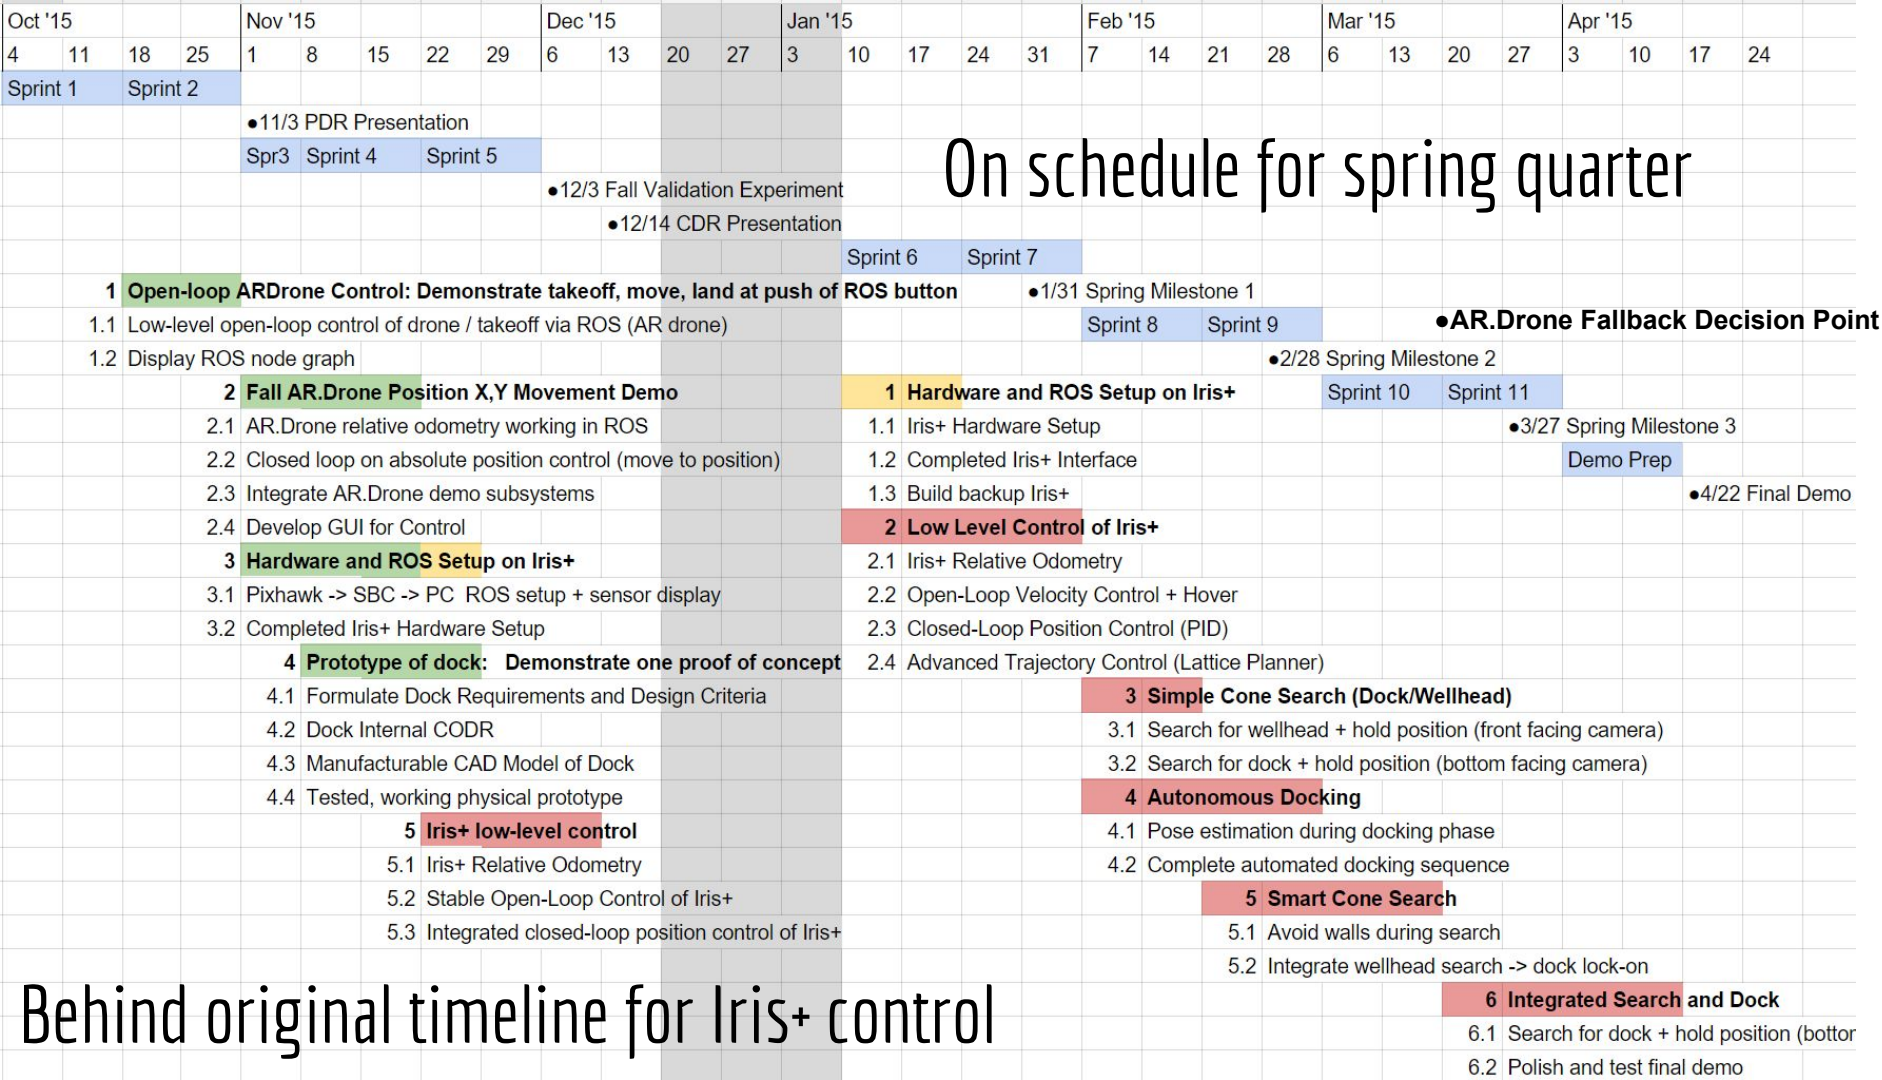 Oct '15 Nov '15 Dec '15 Jan '15 Feb '15 Mar '15 Apr '15
4 11 18 25 1 8 15 22 29 6 13 20 27 3 10 17 24 31 7 14 21 28 6 13 20 27 3 10 17 24
Sprint 1 Sprint 2
●11/3 PDR Presentation
Spr3 Sprint 4 Sprint 5
On schedule for spring quarter
●12/3 Fall Validation Experiment
●12/14 CDR Presentation
Sprint 6 Sprint 7
1 Open-loop ARDrone Control: Demonstrate takeoff, move, land at push of ROS button ●1/31 Spring Milestone 1
1.1 Low-level open-loop control of drone / takeoff via ROS (AR drone) Sprint 8 Sprint 9 ●AR.Drone Fallback Decision Point
1.2 Display ROS node graph ●2/28 Spring Milestone 2
2 Fall AR.Drone Position X,Y Movement Demo 1 Hardware and ROS Setup on Iris+ Sprint 10 Sprint 11
2.1 AR.Drone relative odometry working in ROS 1.1 Iris+ Hardware Setup ●3/27 Spring Milestone 3
2.2 Closed loop on absolute position control (move to position) 1.2 Completed Iris+ Interface Demo Prep
2.3 Integrate AR.Drone demo subsystems 1.3 Build backup Iris+ ●4/22 Final Demo
2.4 Develop GUI for Control 2 Low Level Control of Iris+
3 Hardware and ROS Setup on Iris+ 2.1 Iris+ Relative Odometry
3.1 Pixhawk -> SBC -> PC ROS setup + sensor display 2.2 Open-Loop Velocity Control + Hover
3.2 Completed Iris+ Hardware Setup 2.3 Closed-Loop Position Control (PID)
4 Prototype of dock: Demonstrate one proof of concept 2.4 Advanced Trajectory Control (Lattice Planner)
4.1 Formulate Dock Requirements and Design Criteria 3 Simple Cone Search (Dock/Wellhead)
4.2 Dock Internal CODR 3.1 Search for wellhead + hold position (front facing camera)
4.3 Manufacturable CAD Model of Dock 3.2 Search for dock + hold position (bottom facing camera)
4.4 Tested, working physical prototype 4 Autonomous Docking
5 Iris+ low-level control 4.1 Pose estimation during docking phase
5.1 Iris+ Relative Odometry 4.2 Complete automated docking sequence
5.2 Stable Open-Loop Control of Iris+ 5 Smart Cone Search
5.3 Integrated closed-loop position control of Iris+ 5.1 Avoid walls during search
5.2 Integrate wellhead search -> dock lock-on
Behind original timeline for Iris+ control
6 Integrated Search and Dock
6.1 Search for dock + hold position (bottor
6.2 Polish and test final demo